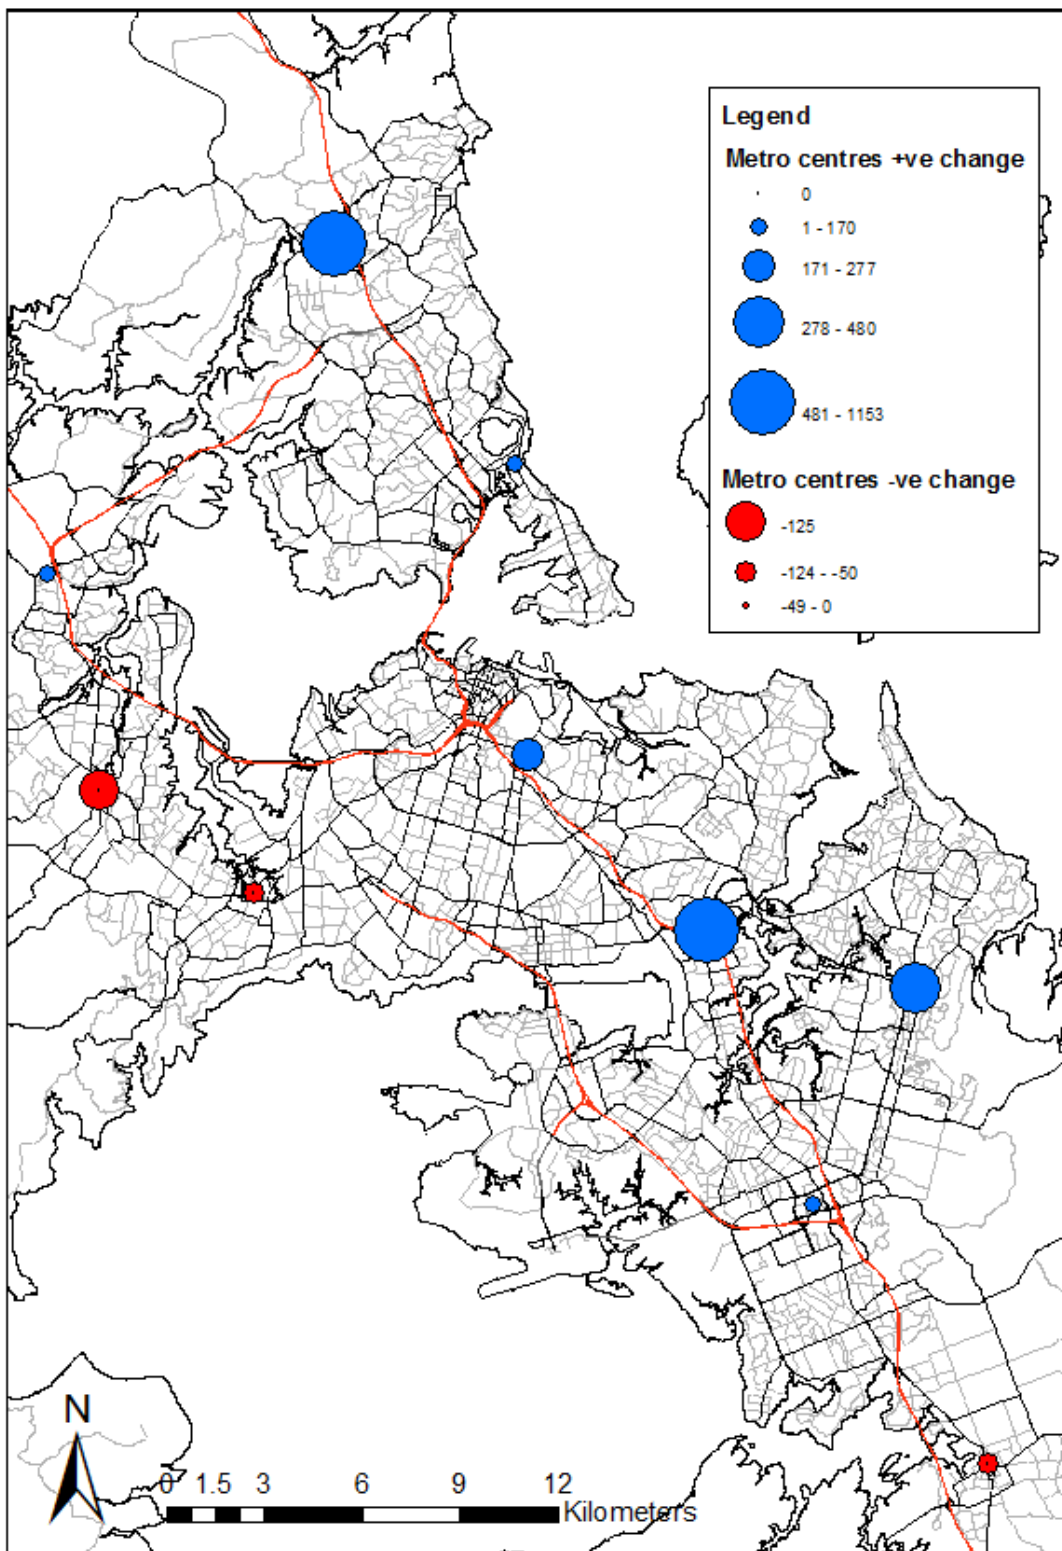 Legend
Metro centres +ve change
0
1 - 170
171 - 277
278 - 480
481 - 1153
Metro centres -ve change
-125
-124 - -50
-49 - 0
N
0 1.5 3 6 9 12
Kilometers